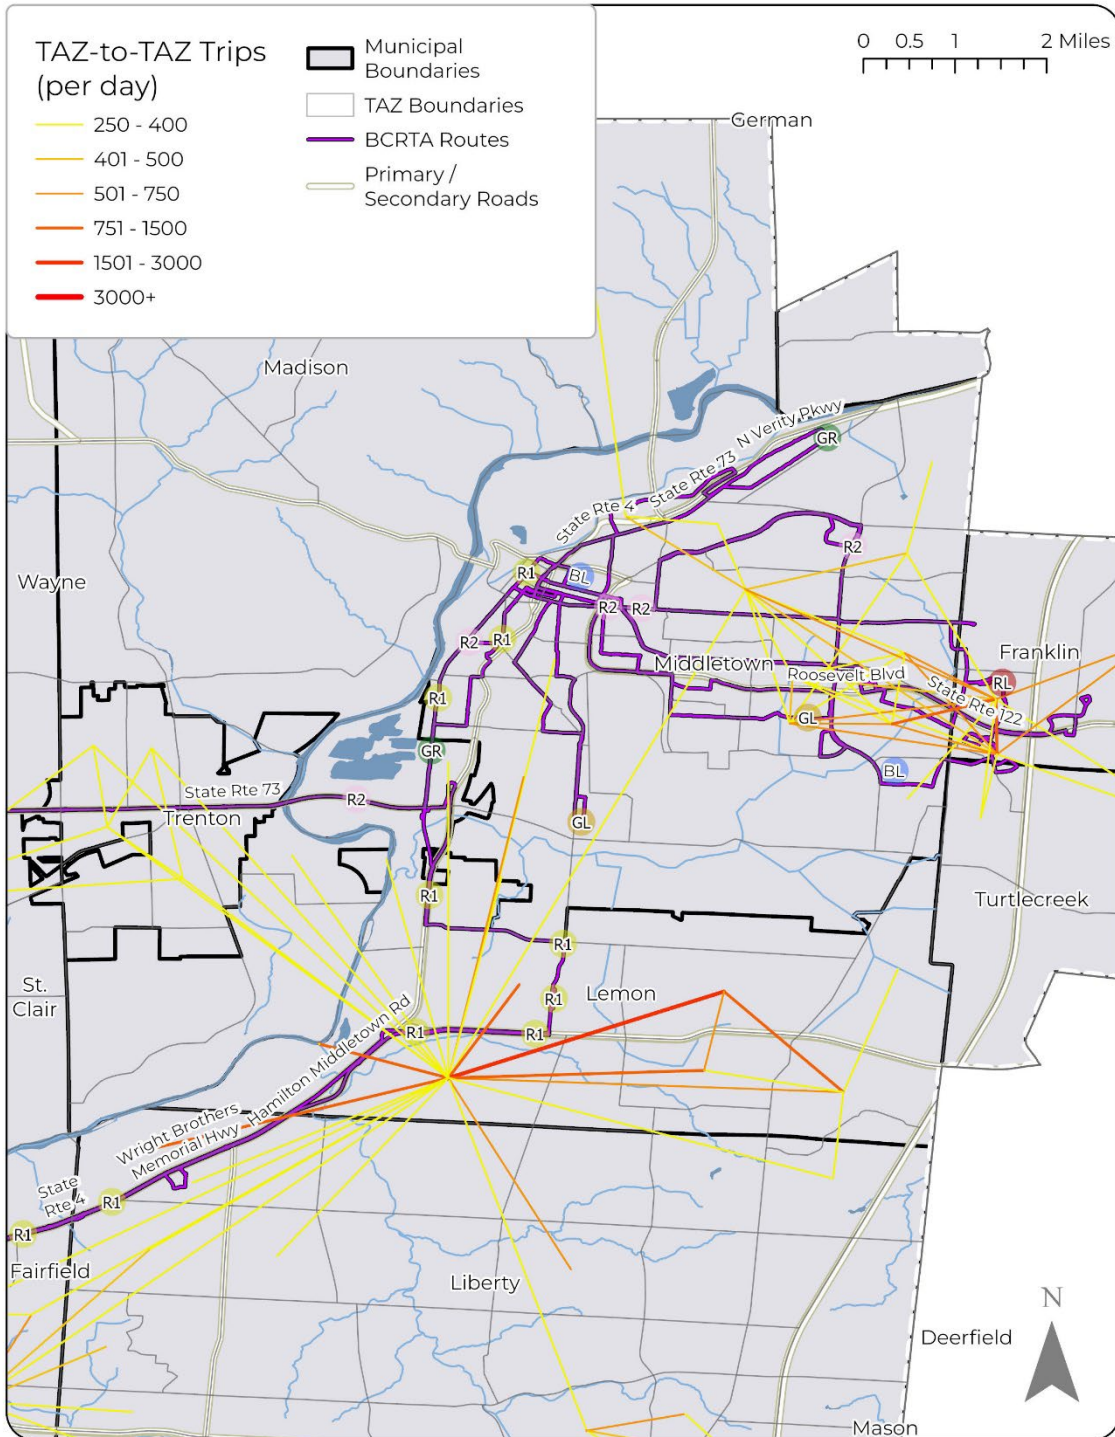 TAZ-to-TAZ Trips
(per day)
250 - 400
401 - 500
501 - 750
751 - 1500
1501 - 3000
3000+
Municipal
Boundaries
TAZ Boundaries
BCRTA Routes
Primary /
Secondary Roads
0 0.5 1 2 Miles
German
Madison
N Verity Pkwy
GR
State Rte 73
State Rte 4
R2
Wayne
R1
BL
R2
R2
R2
R1
Middletown
Franklin
Roosevelt Blvd
RL
State Rte 122
R1
GL
GR
BL
State Rte 73
R2
Trenton
GL
R1
Turtlecreek
R1
St.
Clair
Lemon
R1
R1
R1
Hamilton Middletown Rd
Wright Brothers
Memorial Hwy
State
Rte 4
R1
R1
Fairfield
Liberty
N
Deerfield
Mason